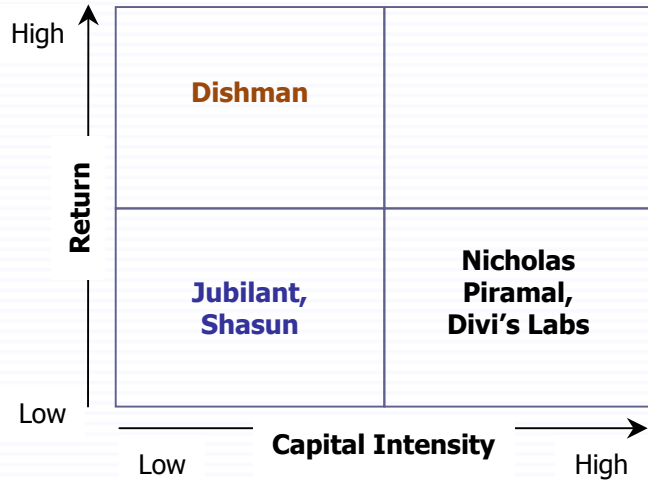 High
Dishman
Return
Jubilant,
Shasun
Nicholas
Piramal,
Divi’s Labs
Low
Capital Intensity
Low
High